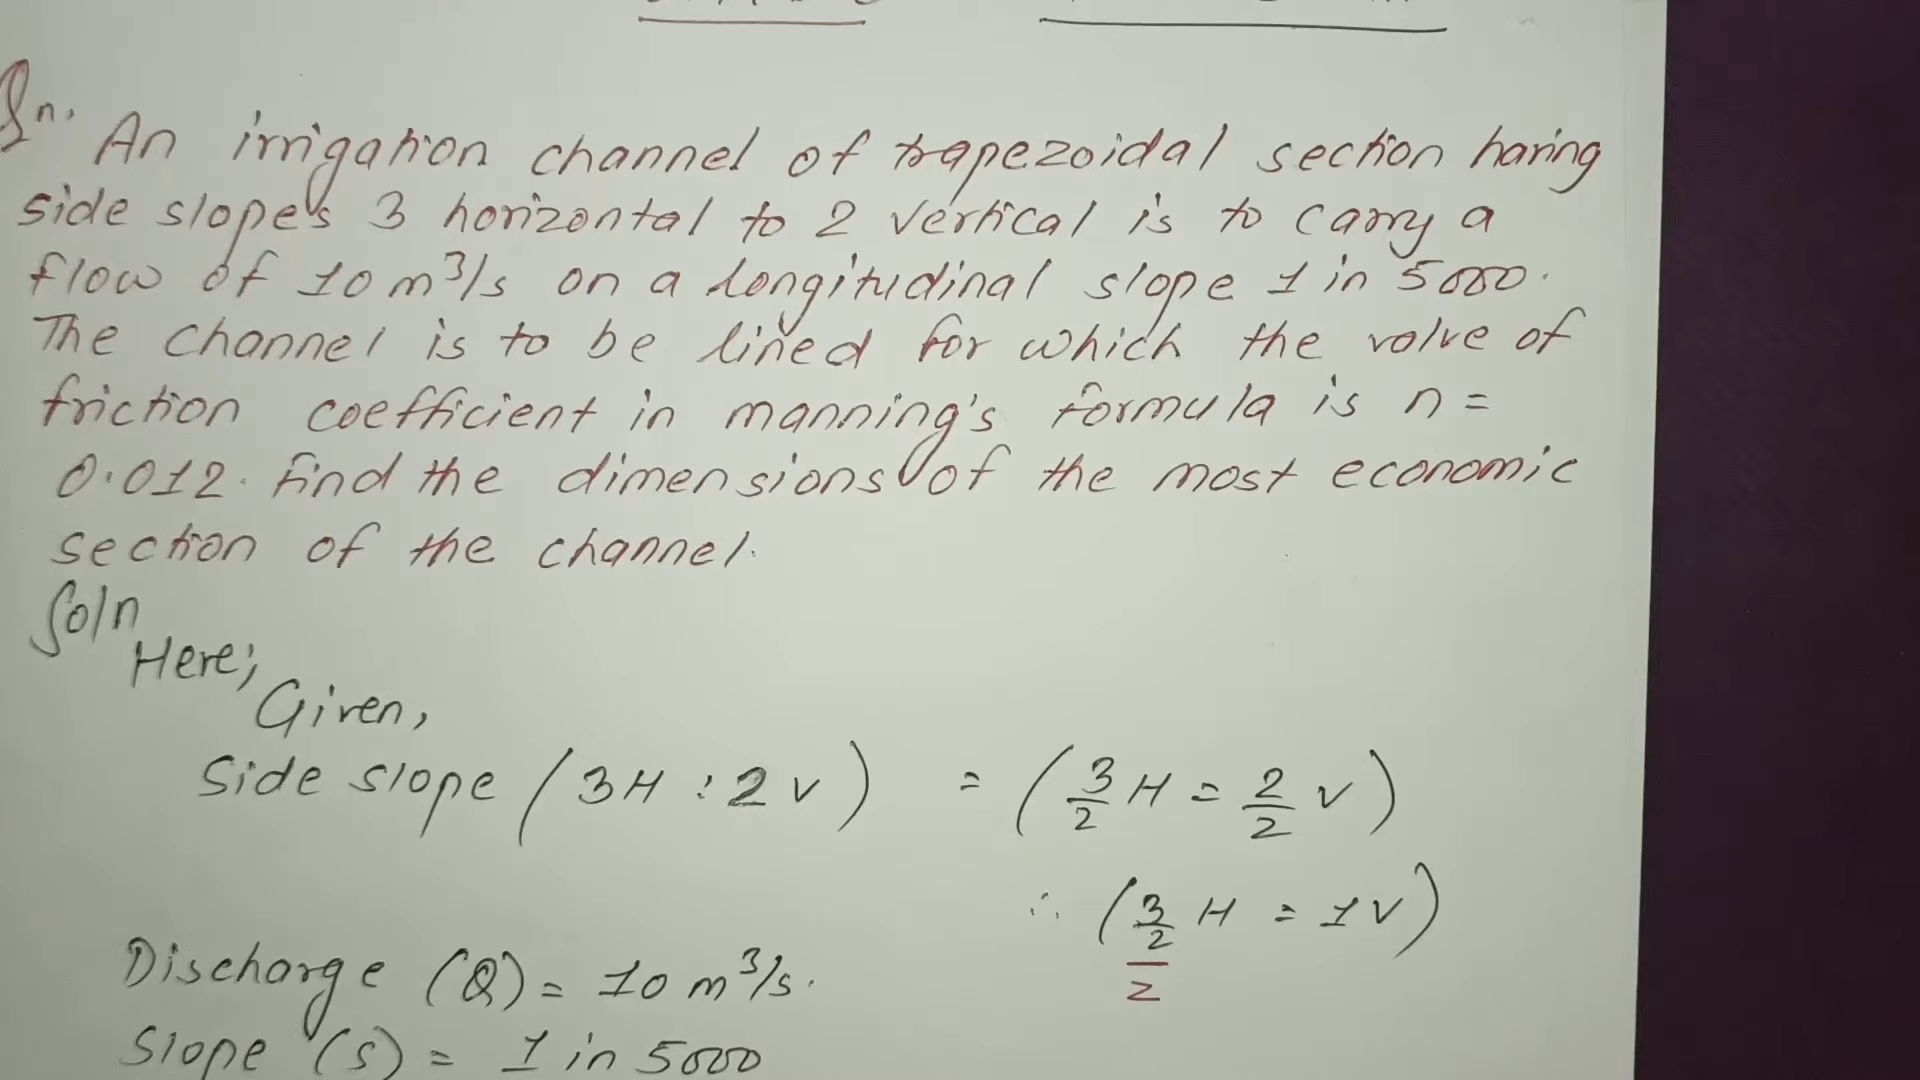 Qn. An irrigation channel of trapezoidal section having
side slopes 3 horizontal to 2 vertical is to carry a
flow of 10 m³/s on a longitudinal slope 1 in 5000.
The channel is to be lined for which the value of
friction coefficient in manning's formula is n =
0.012. Find the dimensions of the most economic
section of the channel.
Soln
Here;
Given,
Side slope (3H : 2V) = (3/2 H = 2/2 V)
∴ (3/2 H = 1V)
z
Discharge (Q) = 10 m³/s.
Slope (S) = 1 in 5000